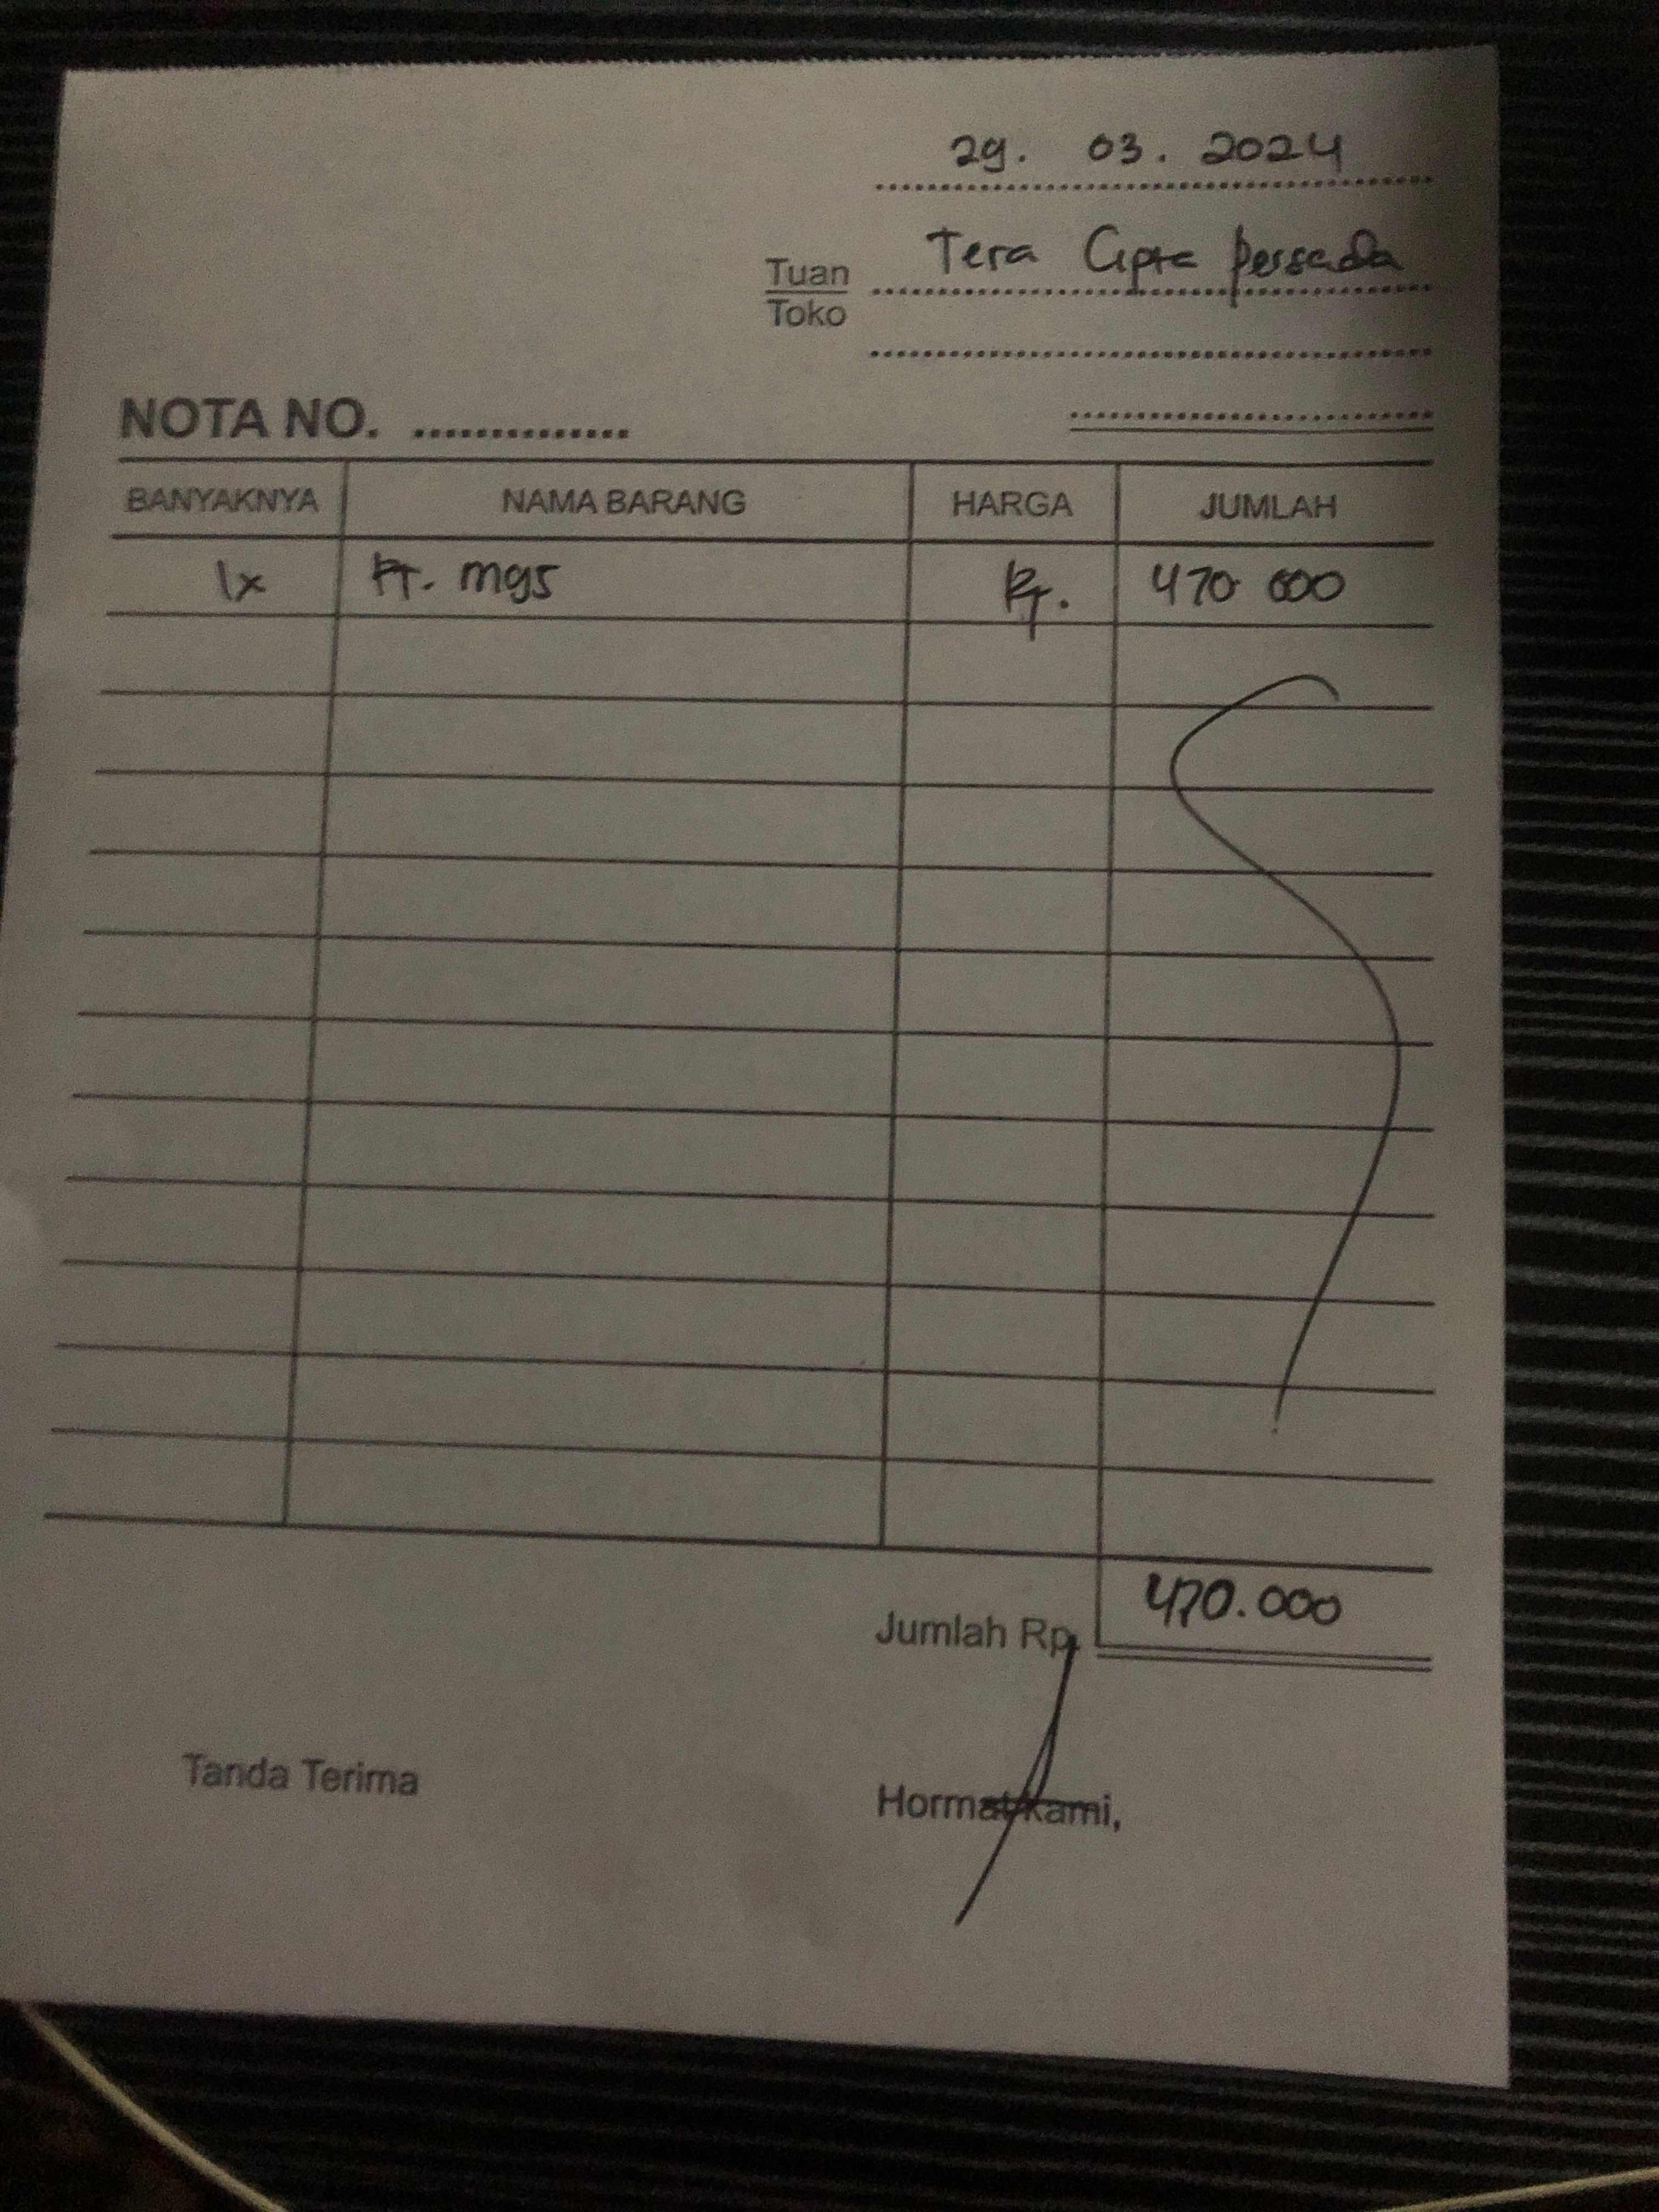 29. 03. 2024
Tuan
Toko
Tera Cipta Persada
NOTA NO. ..............
BANYAKNYA NAMA BARANG HARGA JUMLAH
1x PT. mgs Rp. 470 000
Jumlah Rp. 470.000
Tanda Terima Hormat kami,